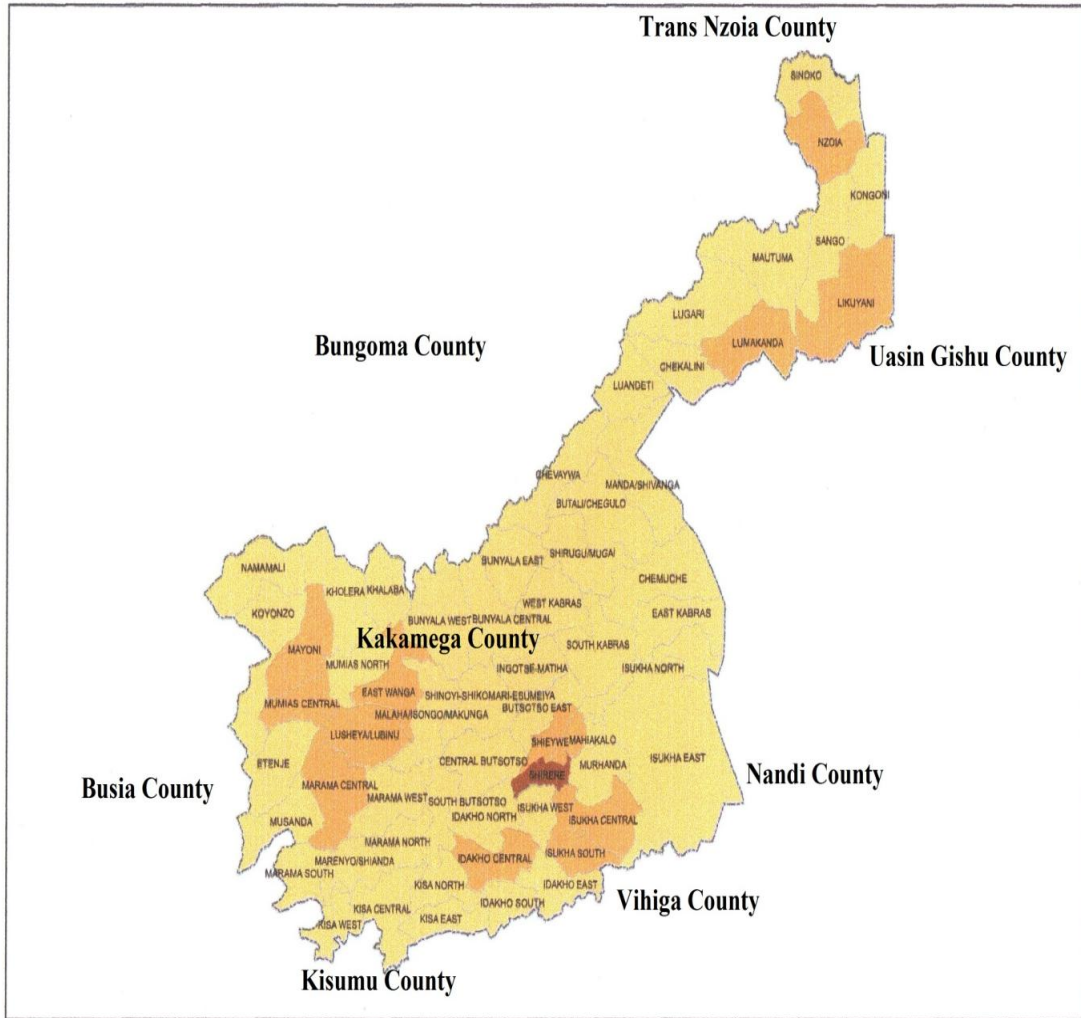 Trans Nzoia County
SINOKO
NZOIA
KONGONI
SANGO
MAUTUMA
LIKUYANI
LUGARI
LUMAKANDA
Bungoma County
Uasin Gishu County
CHEKALINI
LUANDETI
CHEVAYWA
MANDA/SHIVANGA
BUTALI/CHEGULO
BUNYALA EAST
SHIRUGU/MUGAI
NAMAMALI
CHEMUCHE
KHOLERA
KHALABA
WEST KABRAS
KOYONZO
EAST KABRAS
BUNYALA WEST
BUNYALA CENTRAL
Kakamega County
SOUTH KABRAS
MAYONI
MUMIAS NORTH
INGOTSE-MATIHA
ISUKHA NORTH
EAST WANGA
SHINOYI-SHIKOMARI-ESUMEIYA
MUMIAS CENTRAL
BUTSOTSO EAST
MALAHA/ISONGO/MAKUNGA
LUSHEYA/LUBINU
SHIEYWE
MAHIAKALO
ETENJE
CENTRAL BUTSOTSO
MURHANDA
ISUKHA EAST
SHIRERE
Nandi County
Busia County
MARAMA CENTRAL
MARAMA WEST
SOUTH BUTSOTSO
ISUKHA WEST
IDAKHO NORTH
ISUKHA CENTRAL
MUSANDA
MARAMA NORTH
ISUKHA SOUTH
MARENYO/SHIANDA
IDAKHO CENTRAL
MARAMA SOUTH
KISA NORTH
IDAKHO EAST
Vihiga County
IDAKHO SOUTH
KISA CENTRAL
KISA EAST
KISA WEST
Kisumu County